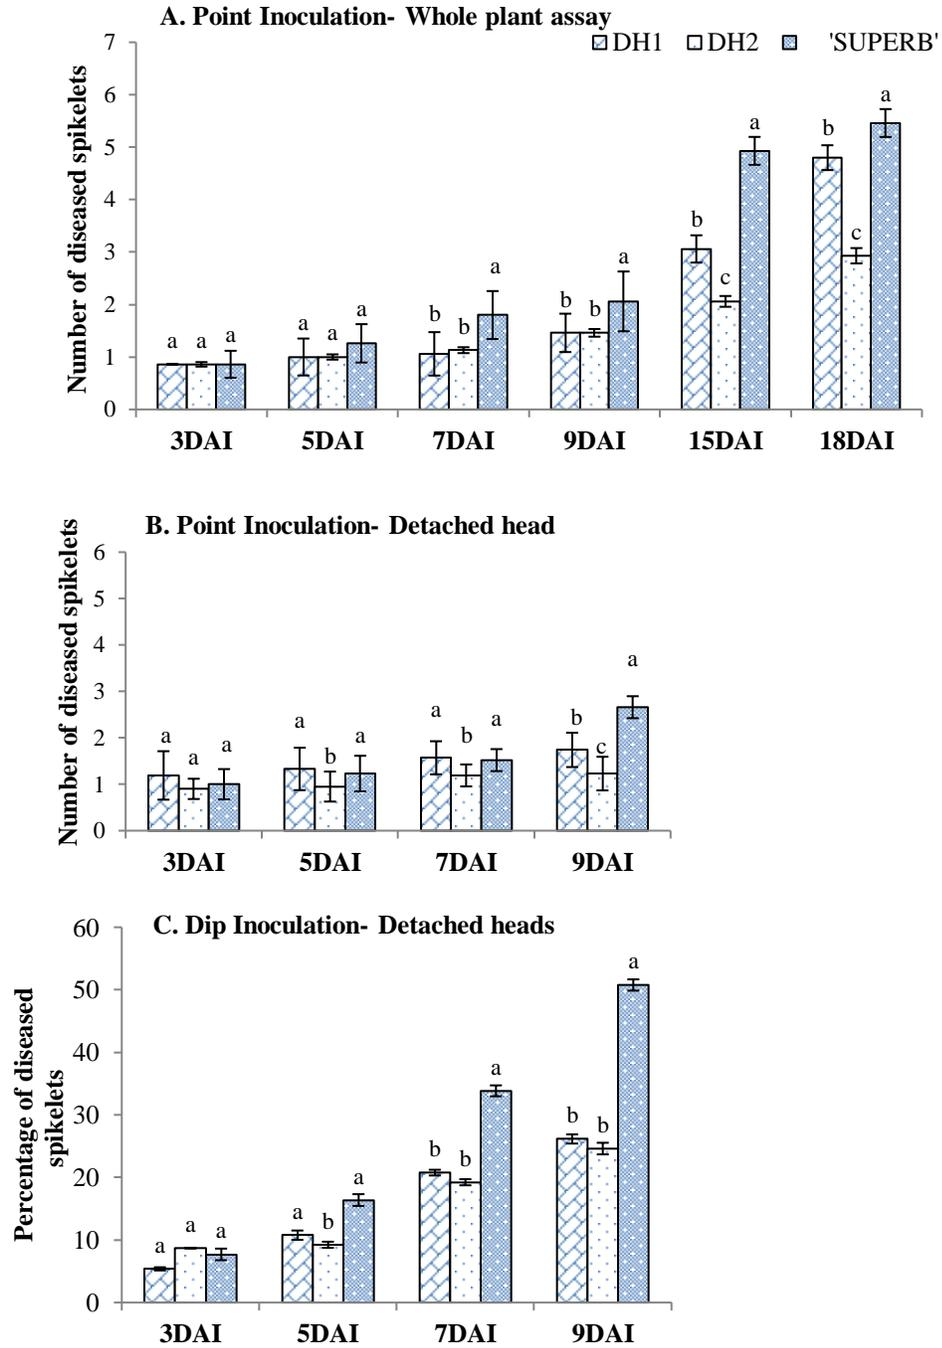 A. Point Inoculation- Whole plant assay
DH1 DH2 'SUPERB'
Number of diseased spikelets
7
6
5
4
3
2
1
0
a a a
a a a
b b a
b b a
b c a
b c a
3DAI 5DAI 7DAI 9DAI 15DAI 18DAI
B. Point Inoculation- Detached head
Number of diseased spikelets
6
5
4
3
2
1
0
a a a
a b a
a b a
b c a
3DAI 5DAI 7DAI 9DAI
C. Dip Inoculation- Detached heads
Percentage of diseased
spikelets
60
50
40
30
20
10
0
a a a
a b a
b b a
b b a
3DAI 5DAI 7DAI 9DAI